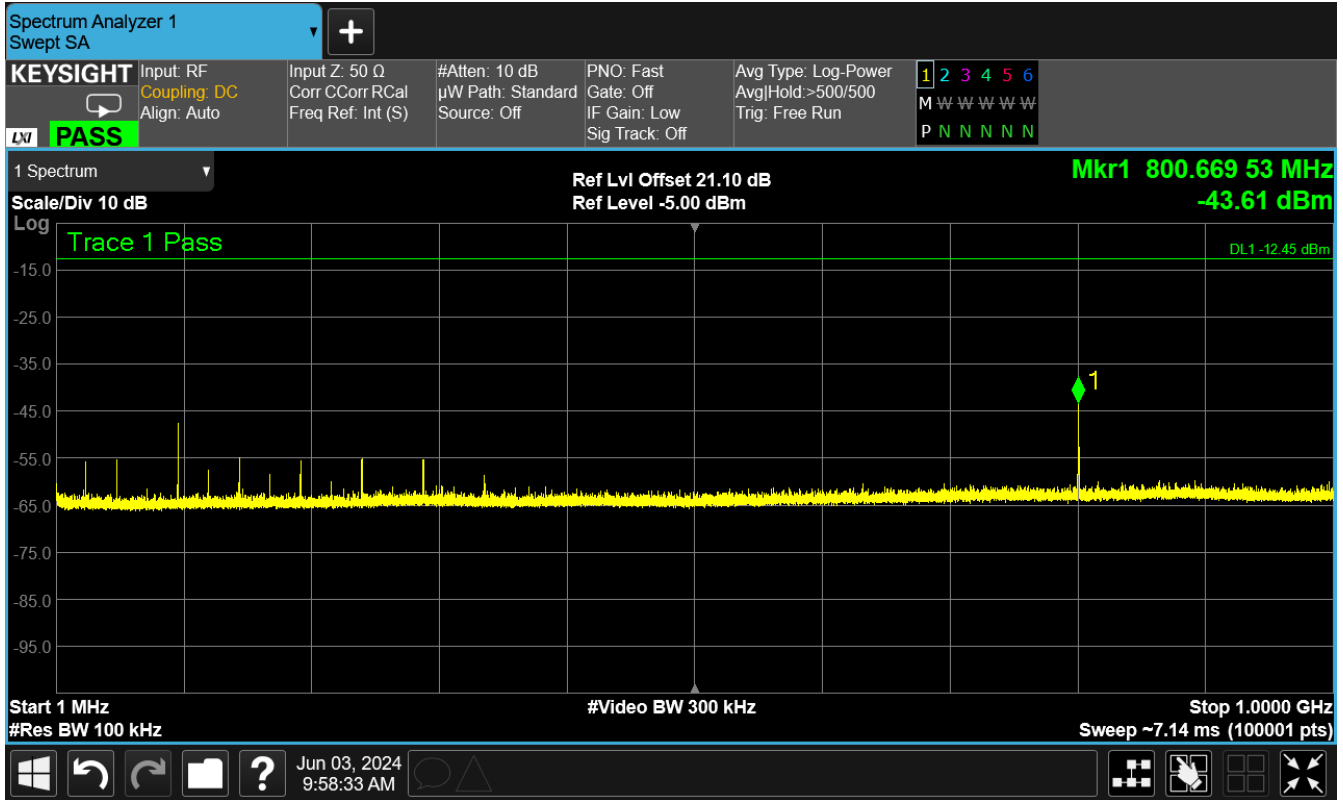 Spectrum Analyzer 1
Swept SA
KEYSIGHT
LXI PASS
Input: RF
Coupling: DC
Align: Auto
Input Z: 50 Ω
Corr CCorr RCal
Freq Ref: Int (S)
#Atten: 10 dB
µW Path: Standard
Source: Off
PNO: Fast
Gate: Off
IF Gain: Low
Sig Track: Off
Avg Type: Log-Power
Avg|Hold:>500/500
Trig: Free Run
1 2 3 4 5 6
M W W W W W
P N N N N N
1 Spectrum
Scale/Div 10 dB
Ref Lvl Offset 21.10 dB
Ref Level -5.00 dBm
Mkr1 800.669 53 MHz
-43.61 dBm
Log
Trace 1 Pass
DL1 -12.45 dBm
-15.0
-25.0
-35.0
1
-45.0
-55.0
-65.0
-75.0
-85.0
-95.0
Start 1 MHz
#Video BW 300 kHz
Stop 1.0000 GHz
#Res BW 100 kHz
Sweep ~7.14 ms (100001 pts)
?
Jun 03, 2024
9:58:33 AM